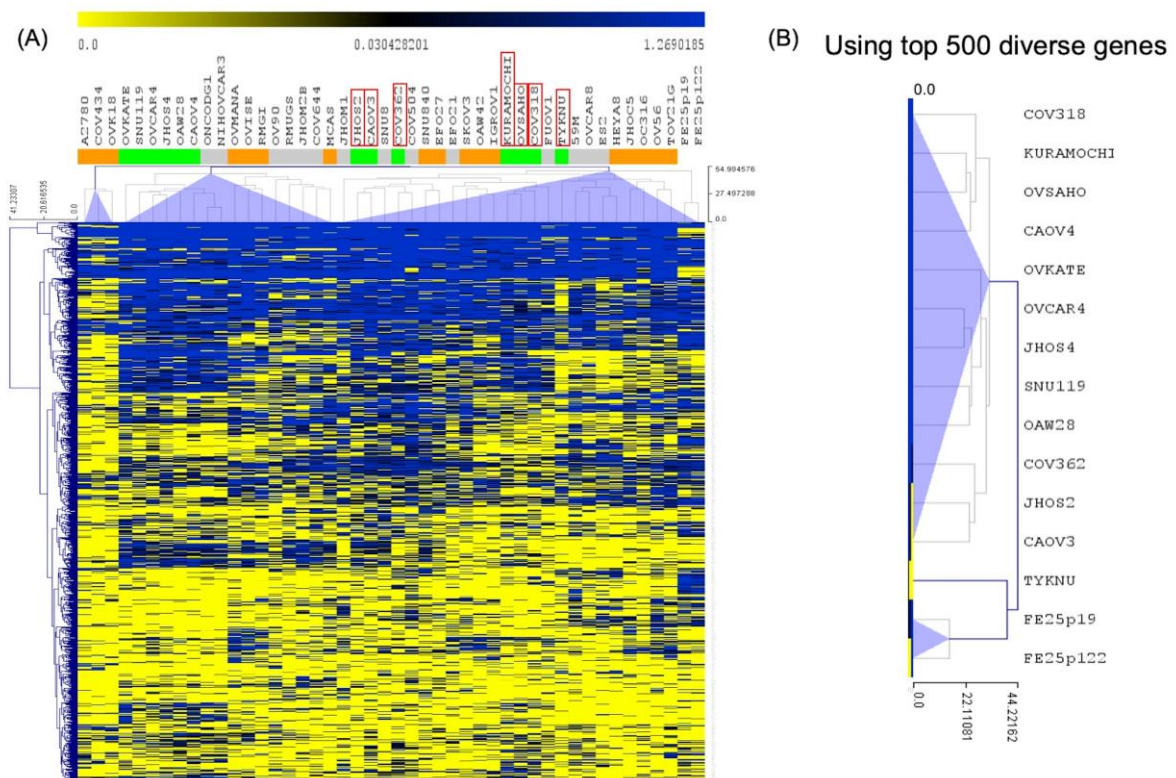 (A)
0.0 0.030428201 1.2690185
A2780
COV434
OVK18
OVKATE
SNU119
OVCAR4
JHOS4
OAW28
CAOV4
ONCODG1
NIHOVCAR3
OVMANA
OVISE
RMGI
OV90
RMUGS
JHOM2B
COV644
MCAS
JHOM1
JHOS2
CAOV3
SNU8
COV362
COV504
SNU840
EFO27
EFO21
SKOV3
OAW42
IGROV1
KURAMOCHI
OVSAHO
COV318
FUOV1
TYKNU
59M
OVCAR8
ES2
HEYA8
JHOC5
OC316
OV56
TOV21G
FE25p19
FE25p122
54.994576
27.497288
0.0
41.23307
20.616535
0.0
(B) Using top 500 diverse genes
0.0
COV318
KURAMOCHI
OVSAHO
CAOV4
OVKATE
OVCAR4
JHOS4
SNU119
OAW28
COV362
JHOS2
CAOV3
TYKNU
FE25p19
FE25p122
0.0
22.11081
44.22162